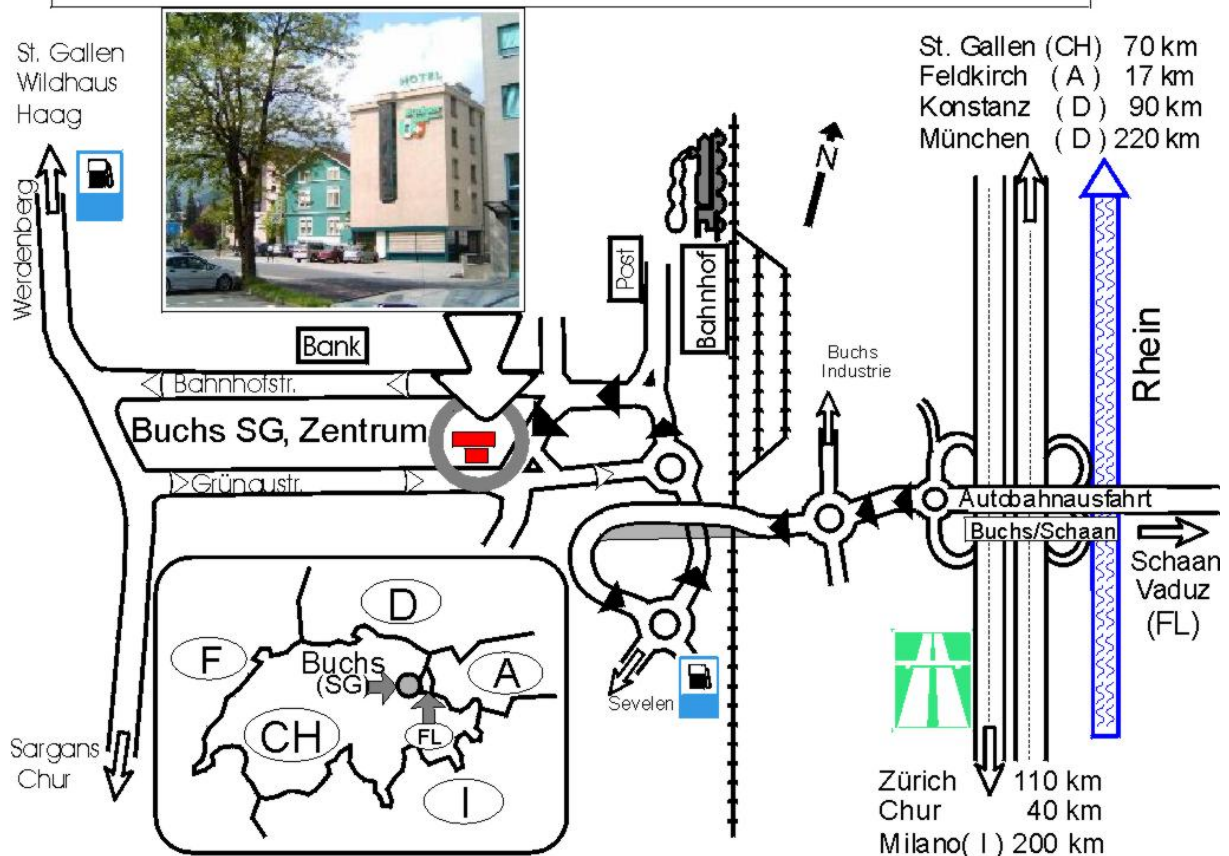 St. Gallen
Wildhaus
Haag
HOTEL
St. Gallen (CH) 70 km
Feldkirch ( A ) 17 km
Konstanz ( D ) 90 km
München ( D ) 220 km
N
Werdenberg
Post
Bahnhof
Bank
Buchs
Industrie
Rhein
Bahnhofstr.
Buchs SG, Zentrum
Grünaustr.
Autobahnausfahrt
Buchs/Schaan
Schaan
Vaduz
(FL)
D
F
Buchs
(SG)
A
CH
FL
I
Sevelen
Sargans
Chur
Zürich 110 km
Chur 40 km
Milano( I ) 200 km